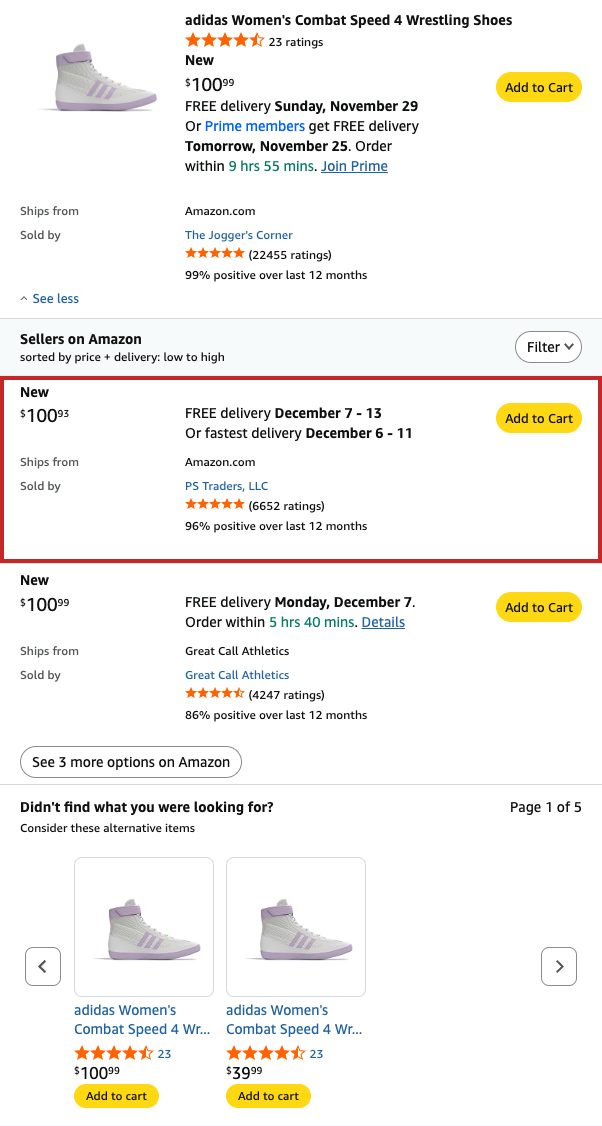 adidas Women's Combat Speed 4 Wrestling Shoes
23 ratings
New
$100.99
FREE delivery Sunday, November 29
Or Prime members get FREE delivery
Tomorrow, November 25. Order
within 9 hrs 55 mins. Join Prime
Ships from Amazon.com
Sold by The Jogger's Corner
(22455 ratings)
99% positive over last 12 months
See less
Sellers on Amazon
sorted by price + delivery: low to high
Filter
Add to Cart
New
$100.93 FREE delivery December 7 - 13
Or fastest delivery December 6 - 11
Add to Cart
Ships from Amazon.com
Sold by PS Traders, LLC
(6652 ratings)
96% positive over last 12 months
New
$100.99 FREE delivery Monday, December 7.
Order within 5 hrs 40 mins. Details
Add to Cart
Ships from Great Call Athletics
Sold by Great Call Athletics
(4247 ratings)
86% positive over last 12 months
See 3 more options on Amazon
Didn't find what you were looking for? Page 1 of 5
Consider these alternative items
adidas Women's
Combat Speed 4 Wr...
23
$100.99
Add to cart
adidas Women's
Combat Speed 4 Wr...
23
$39.99
Add to cart